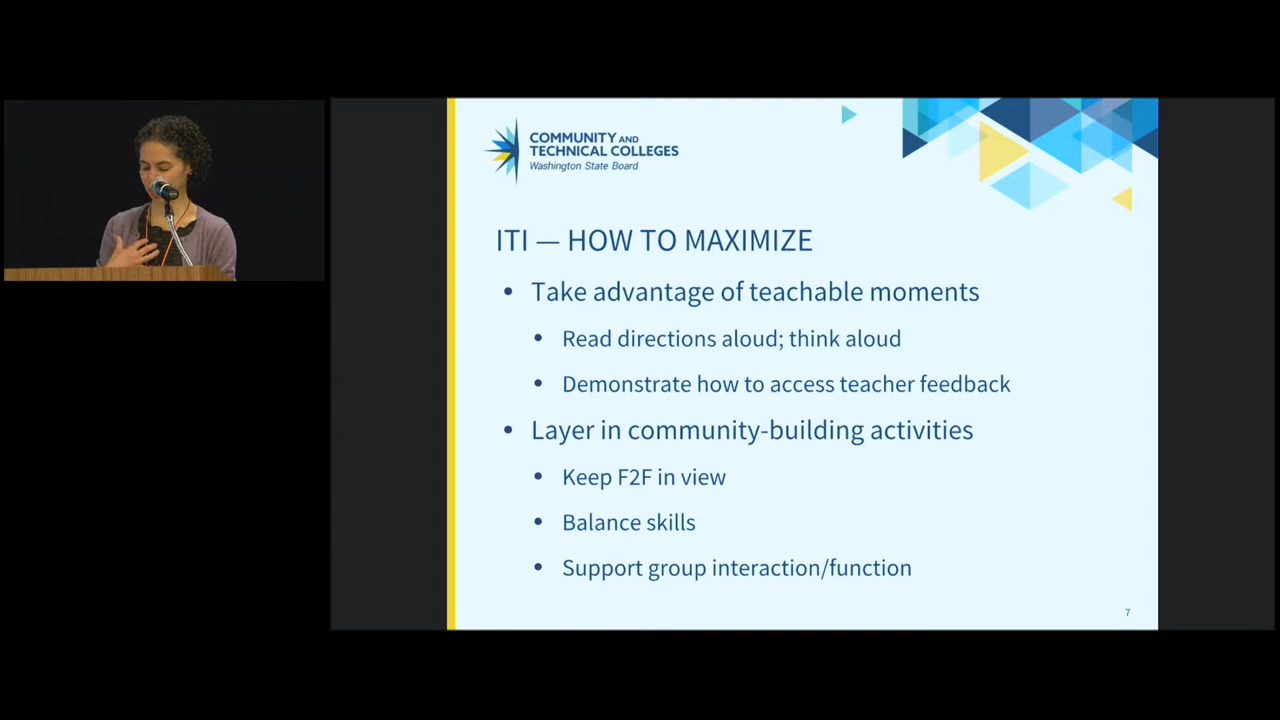 COMMUNITY AND
TECHNICAL COLLEGES
Washington State Board
ITI — HOW TO MAXIMIZE
• Take advantage of teachable moments
• Read directions aloud; think aloud
• Demonstrate how to access teacher feedback
• Layer in community-building activities
• Keep F2F in view
• Balance skills
• Support group interaction/function
7